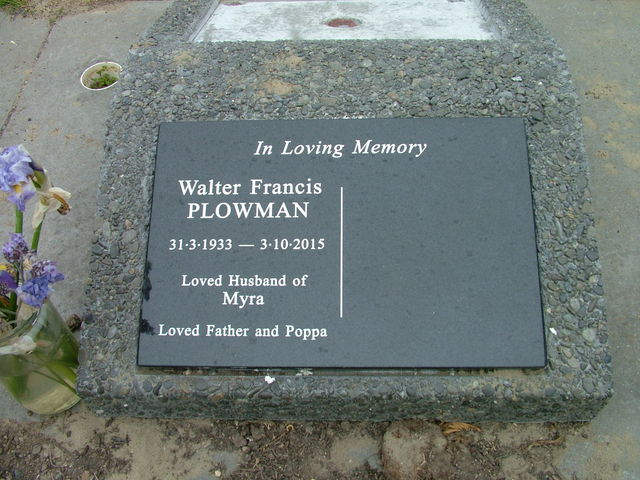 In Loving Memory
Walter Francis
PLOWMAN
31·3·1933 — 3·10·2015
Loved Husband of
Myra
Loved Father and Poppa